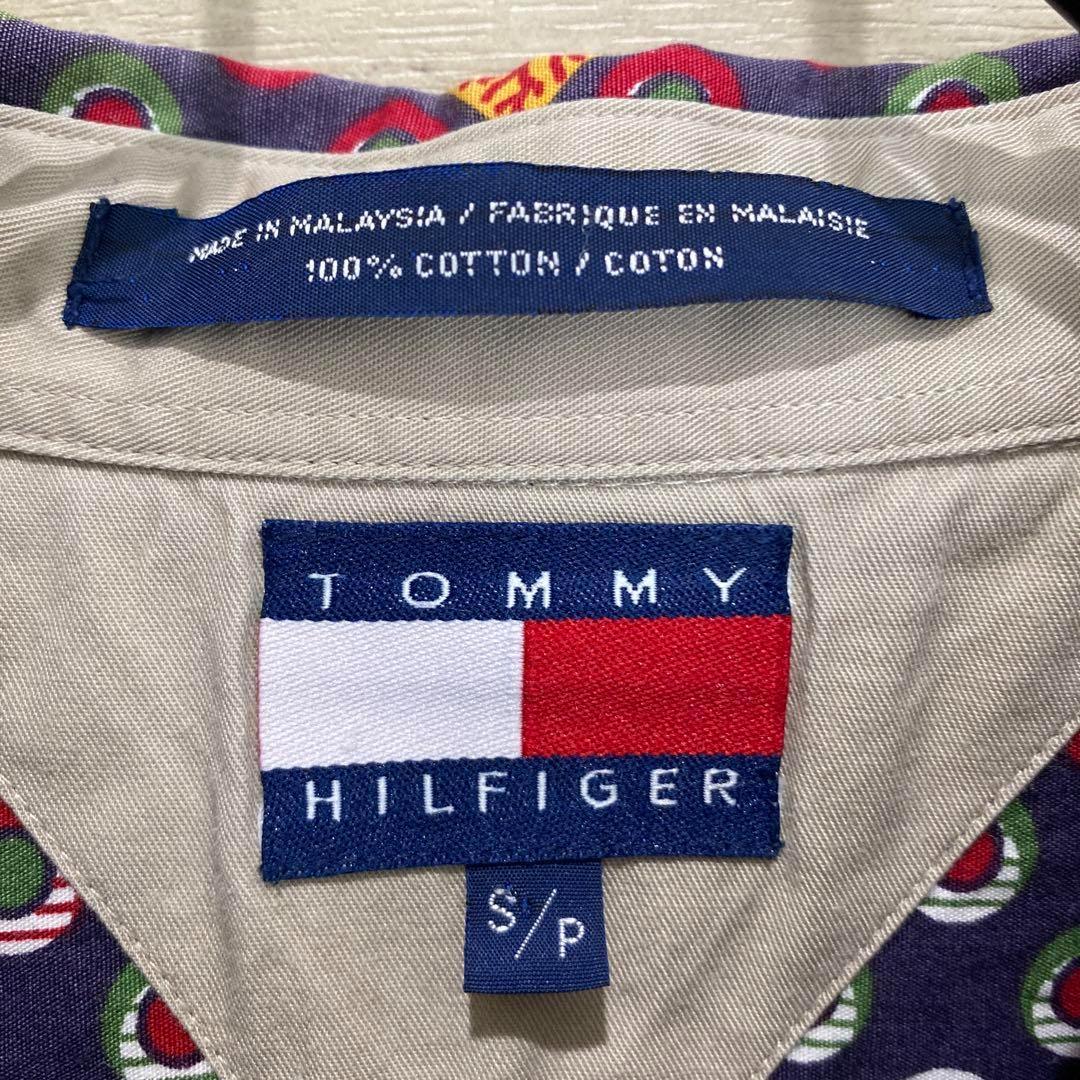 MADE IN MALAYSIA / FABRIQUE EN MALAISIE
100% COTTON / COTON
TOMMY
HILFIGER
S/P